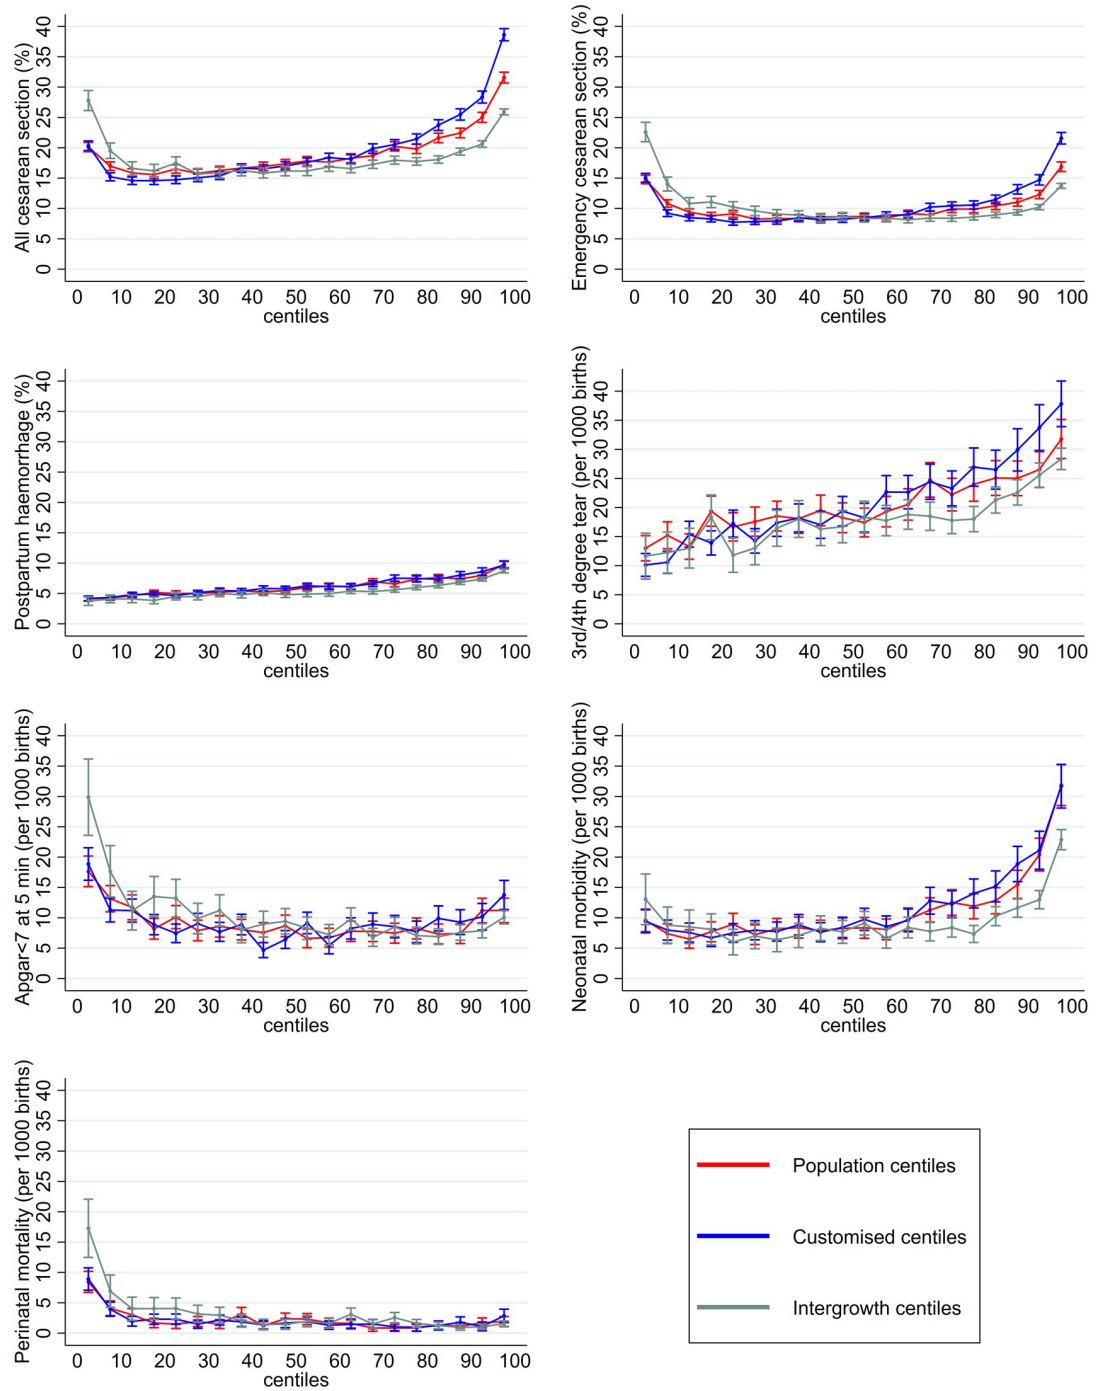 All cesarean section (%)
40
35
30
25
20
15
10
5
0
0 10 20 30 40 50 60 70 80 90 100
centiles
Emergency cesarean section (%)
40
35
30
25
20
15
10
5
0
0 10 20 30 40 50 60 70 80 90 100
centiles
Postpartum haemorrhage (%)
40
35
30
25
20
15
10
5
0
0 10 20 30 40 50 60 70 80 90 100
centiles
3rd/4th degree tear (per 1000 births)
40
35
30
25
20
15
10
5
0
0 10 20 30 40 50 60 70 80 90 100
centiles
Apgar<7 at 5 min (per 1000 births)
40
35
30
25
20
15
10
5
0
0 10 20 30 40 50 60 70 80 90 100
centiles
Neonatal morbidity (per 1000 births)
40
35
30
25
20
15
10
5
0
0 10 20 30 40 50 60 70 80 90 100
centiles
Perinatal mortality (per 1000 births)
40
35
30
25
20
15
10
5
0
0 10 20 30 40 50 60 70 80 90 100
centiles
Population centiles
Customised centiles
Intergrowth centiles